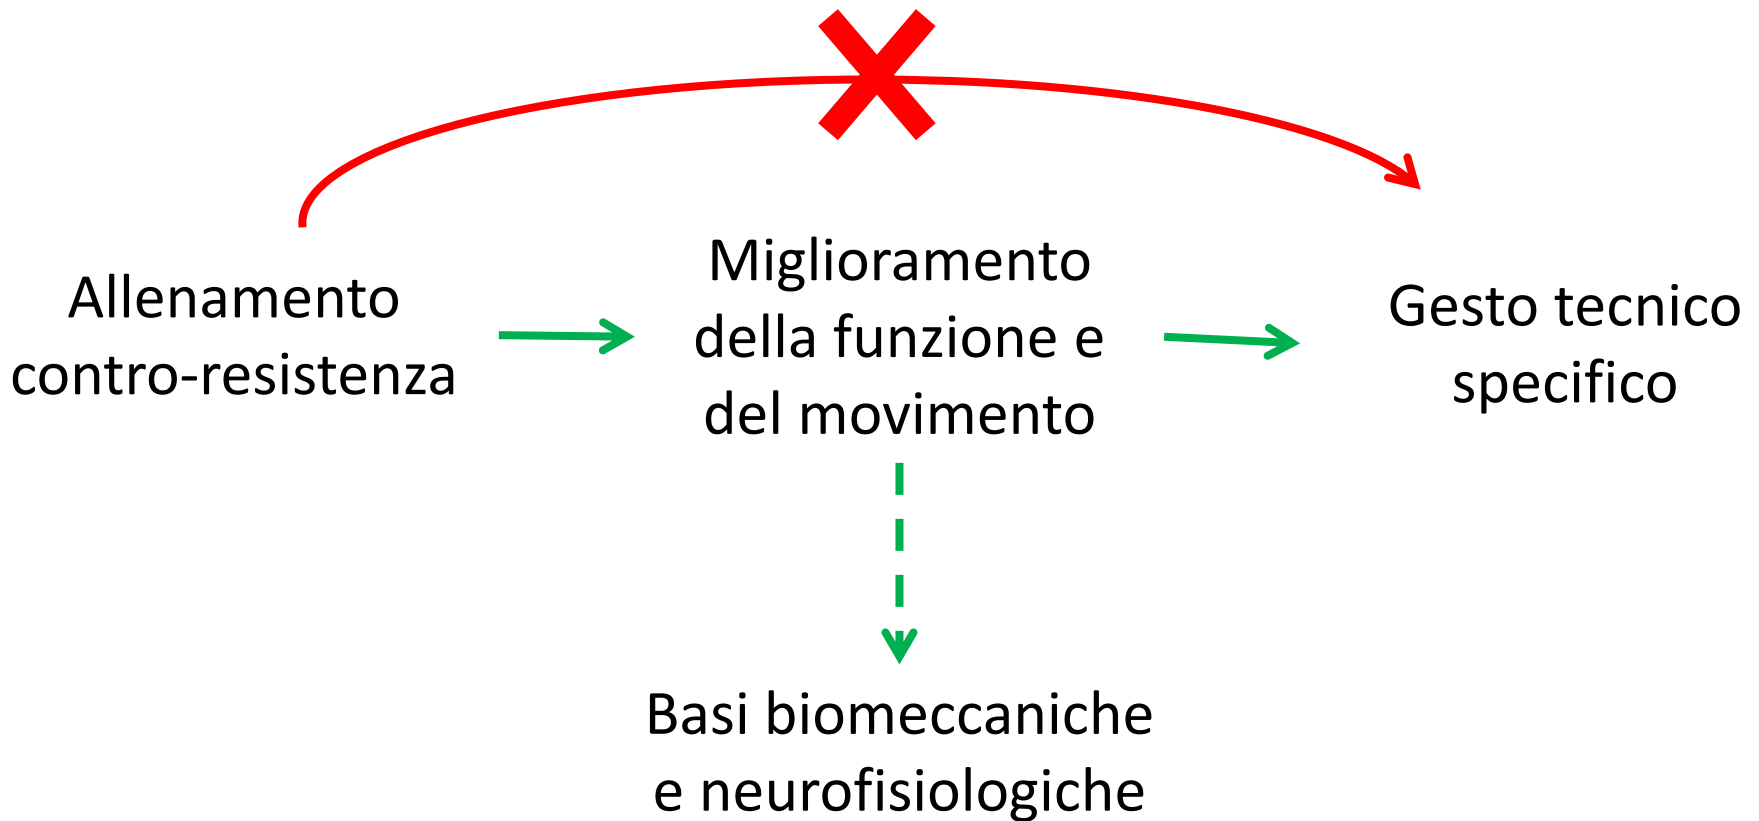 Allenamento
contro-resistenza
Miglioramento
della funzione e
del movimento
Gesto tecnico
specifico
Basi biomeccaniche
e neurofisiologiche